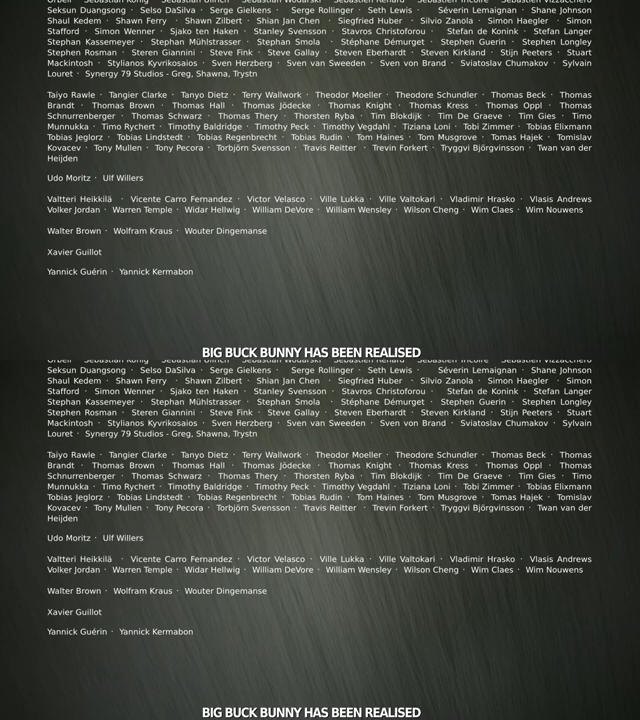 Shaul Kedem · Shawn Ferry · Shawn Zilbert · Shian Jan Chen · Siegfried Huber · Silvio Zanola · Simon Haegler · Simon
Stafford · Simon Wenner · Sjako ten Haken · Stanley Svensson · Stavros Christoforou · Stefan de Konink · Stefan Langer
Stephan Kassemeyer · Stephan Mühlstrasser · Stephan Smola · Stéphane Démurget · Stephen Guerin · Stephen Longley
Stephen Rosman · Steren Giannini · Steve Fink · Steve Gallay · Steven Eberhardt · Steven Kirkland · Stijn Peeters · Stuart
Mackintosh · Stylianos Kyvrikosaios · Sven Herzberg · Sven van Sweeden · Sven von Brand · Sviatoslav Chumakov · Sylvain
Louret · Synergy 79 Studios - Greg, Shawna, Trystn
Taiyo Rawle · Tangier Clarke · Tanyo Dietz · Terry Wallwork · Theodor Moeller · Theodore Schundler · Thomas Beck · Thomas
Brandt · Thomas Brown · Thomas Hall · Thomas Jödecke · Thomas Knight · Thomas Kress · Thomas Oppl · Thomas
Schnurrenberger · Thomas Schwarz · Thomas Thery · Thorsten Ryba · Tim Blokdijk · Tim De Graeve · Tim Gies · Timo
Munnukka · Timo Rychert · Timothy Baldridge · Timothy Peck · Timothy Vegdahl · Tiziana Loni · Tobi Zimmer · Tobias Elixmann
Tobias Jeglorz · Tobias Lindstedt · Tobias Regenbrecht · Tobias Rudin · Tom Haines · Tom Musgrove · Tomas Hajek · Tomislav
Kovacev · Tony Mullen · Tony Pecora · Torbjörn Svensson · Travis Reitter · Trevin Forkert · Tryggvi Björgvinsson · Twan van der
Heijden
Udo Moritz · Ulf Willers
Valtteri Heikkilä · Vicente Carro Fernandez · Victor Velasco · Ville Lukka · Ville Valtokari · Vladimir Hrasko · Vlasis Andrews
Volker Jordan · Warren Temple · Widar Hellwig · William DeVore · William Wensley · Wilson Cheng · Wim Claes · Wim Nouwens
Walter Brown · Wolfram Kraus · Wouter Dingemanse
Xavier Guillot
Yannick Guérin · Yannick Kermabon
BIG BUCK BUNNY HAS BEEN REALISED
Seksun Duangsong · Selso DaSilva · Serge Gielkens · Serge Rollinger · Seth Lewis · Séverin Lemaignan · Shane Johnson
Shaul Kedem · Shawn Ferry · Shawn Zilbert · Shian Jan Chen · Siegfried Huber · Silvio Zanola · Simon Haegler · Simon
Stafford · Simon Wenner · Sjako ten Haken · Stanley Svensson · Stavros Christoforou · Stefan de Konink · Stefan Langer
Stephan Kassemeyer · Stephan Mühlstrasser · Stephan Smola · Stéphane Démurget · Stephen Guerin · Stephen Longley
Stephen Rosman · Steren Giannini · Steve Fink · Steve Gallay · Steven Eberhardt · Steven Kirkland · Stijn Peeters · Stuart
Mackintosh · Stylianos Kyvrikosaios · Sven Herzberg · Sven van Sweeden · Sven von Brand · Sviatoslav Chumakov · Sylvain
Louret · Synergy 79 Studios - Greg, Shawna, Trystn
Taiyo Rawle · Tangier Clarke · Tanyo Dietz · Terry Wallwork · Theodor Moeller · Theodore Schundler · Thomas Beck · Thomas
Brandt · Thomas Brown · Thomas Hall · Thomas Jödecke · Thomas Knight · Thomas Kress · Thomas Oppl · Thomas
Schnurrenberger · Thomas Schwarz · Thomas Thery · Thorsten Ryba · Tim Blokdijk · Tim De Graeve · Tim Gies · Timo
Munnukka · Timo Rychert · Timothy Baldridge · Timothy Peck · Timothy Vegdahl · Tiziana Loni · Tobi Zimmer · Tobias Elixmann
Tobias Jeglorz · Tobias Lindstedt · Tobias Regenbrecht · Tobias Rudin · Tom Haines · Tom Musgrove · Tomas Hajek · Tomislav
Kovacev · Tony Mullen · Tony Pecora · Torbjörn Svensson · Travis Reitter · Trevin Forkert · Tryggvi Björgvinsson · Twan van der
Heijden
Udo Moritz · Ulf Willers
Valtteri Heikkilä · Vicente Carro Fernandez · Victor Velasco · Ville Lukka · Ville Valtokari · Vladimir Hrasko · Vlasis Andrews
Volker Jordan · Warren Temple · Widar Hellwig · William DeVore · William Wensley · Wilson Cheng · Wim Claes · Wim Nouwens
Walter Brown · Wolfram Kraus · Wouter Dingemanse
Xavier Guillot
Yannick Guérin · Yannick Kermabon
BIG BUCK BUNNY HAS BEEN REALISED